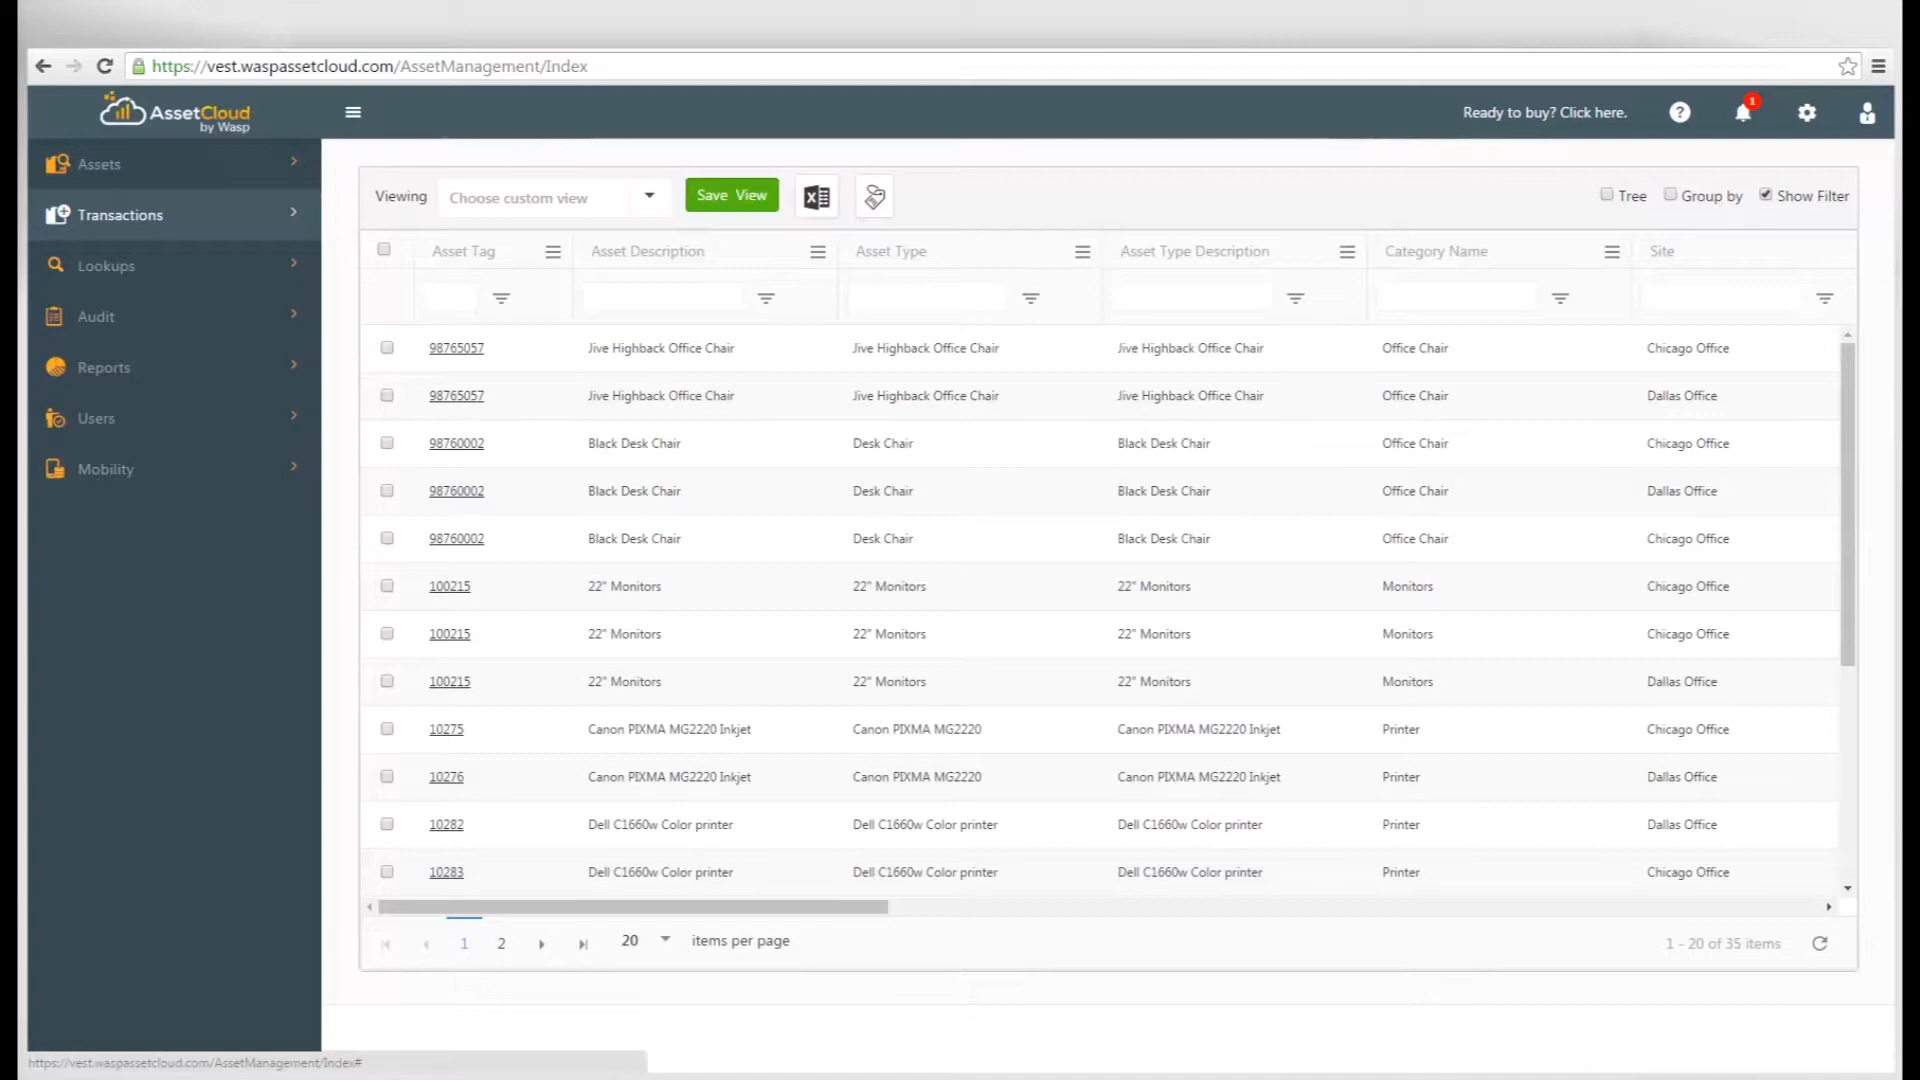 https://vest.waspassetcloud.com/AssetManagement/Index
AssetCloud
by Wasp
Ready to buy? Click here.
?
1
Assets
Transactions
Lookups
Audit
Reports
Users
Mobility
Viewing Choose custom view Save View Tree Group by Show Filter
Asset Tag Asset Description Asset Type Asset Type Description Category Name Site
98765057 Jive Highback Office Chair Jive Highback Office Chair Jive Highback Office Chair Office Chair Chicago Office
98765057 Jive Highback Office Chair Jive Highback Office Chair Jive Highback Office Chair Office Chair Dallas Office
98760002 Black Desk Chair Desk Chair Black Desk Chair Office Chair Chicago Office
98760002 Black Desk Chair Desk Chair Black Desk Chair Office Chair Dallas Office
98760002 Black Desk Chair Desk Chair Black Desk Chair Office Chair Chicago Office
100215 22" Monitors 22" Monitors 22" Monitors Monitors Chicago Office
100215 22" Monitors 22" Monitors 22" Monitors Monitors Chicago Office
100215 22" Monitors 22" Monitors 22" Monitors Monitors Dallas Office
10275 Canon PIXMA MG2220 Inkjet Canon PIXMA MG2220 Canon PIXMA MG2220 Inkjet Printer Chicago Office
10276 Canon PIXMA MG2220 Inkjet Canon PIXMA MG2220 Canon PIXMA MG2220 Inkjet Printer Dallas Office
10282 Dell C1660w Color printer Dell C1660w Color printer Dell C1660w Color printer Printer Dallas Office
10283 Dell C1660w Color printer Dell C1660w Color printer Dell C1660w Color printer Printer Chicago Office
1 2 20 items per page 1 - 20 of 35 items
https://vest.waspassetcloud.com/AssetManagement/Index#